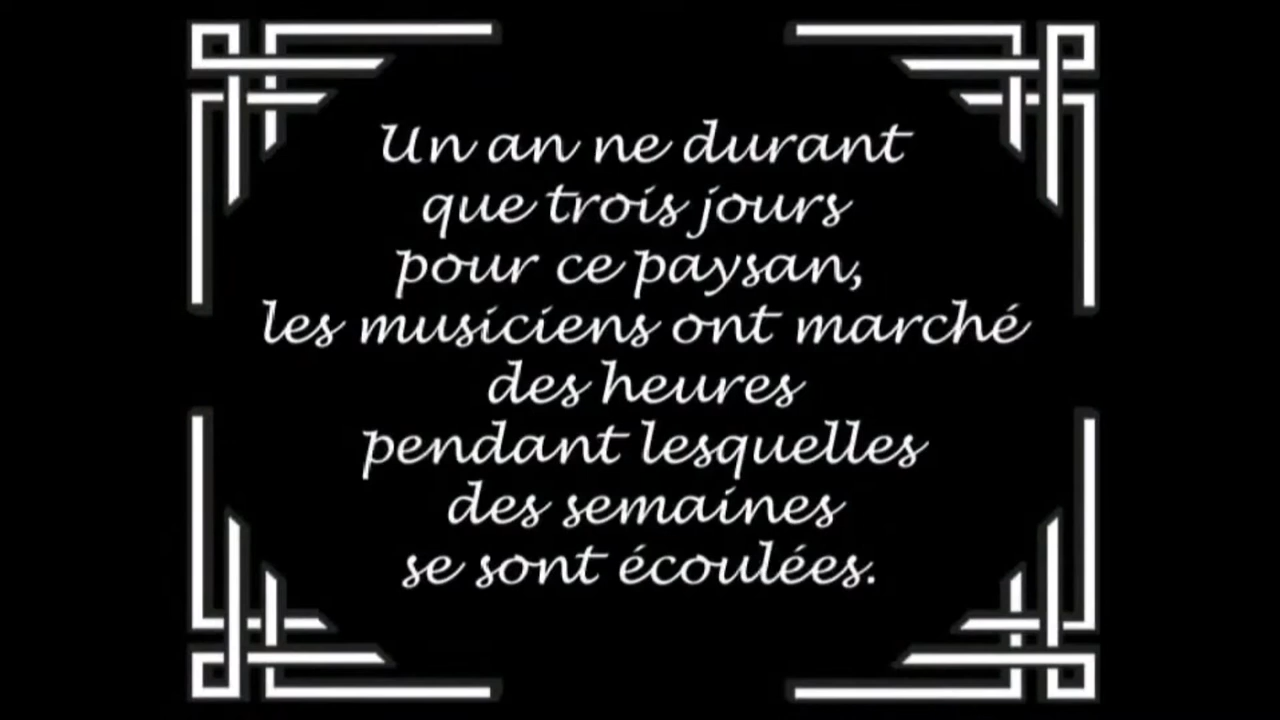 Un an ne durant
que trois jours
pour ce paysan,
les musiciens ont marché
des heures
pendant lesquelles
des semaines
se sont écoulées.